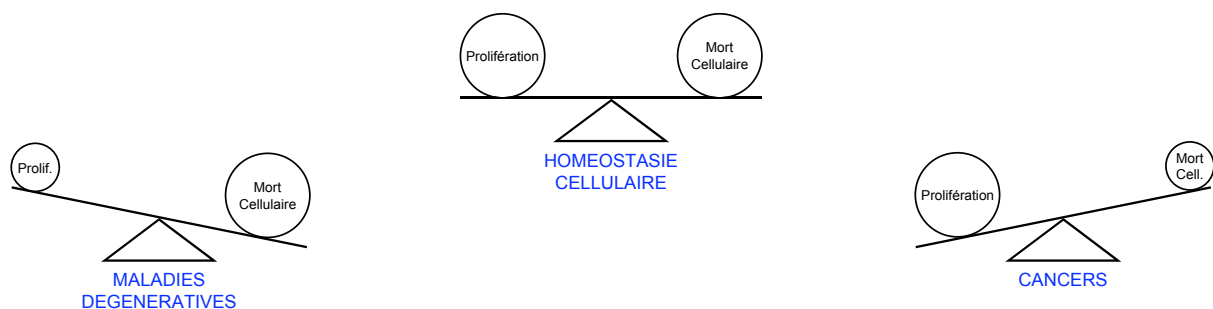 Prolifération
Mort
Cellulaire
HOMEOSTASIE
CELLULAIRE
Prolif.
Mort
Cellulaire
MALADIES
DEGENERATIVES
Prolifération
Mort
Cell.
CANCERS